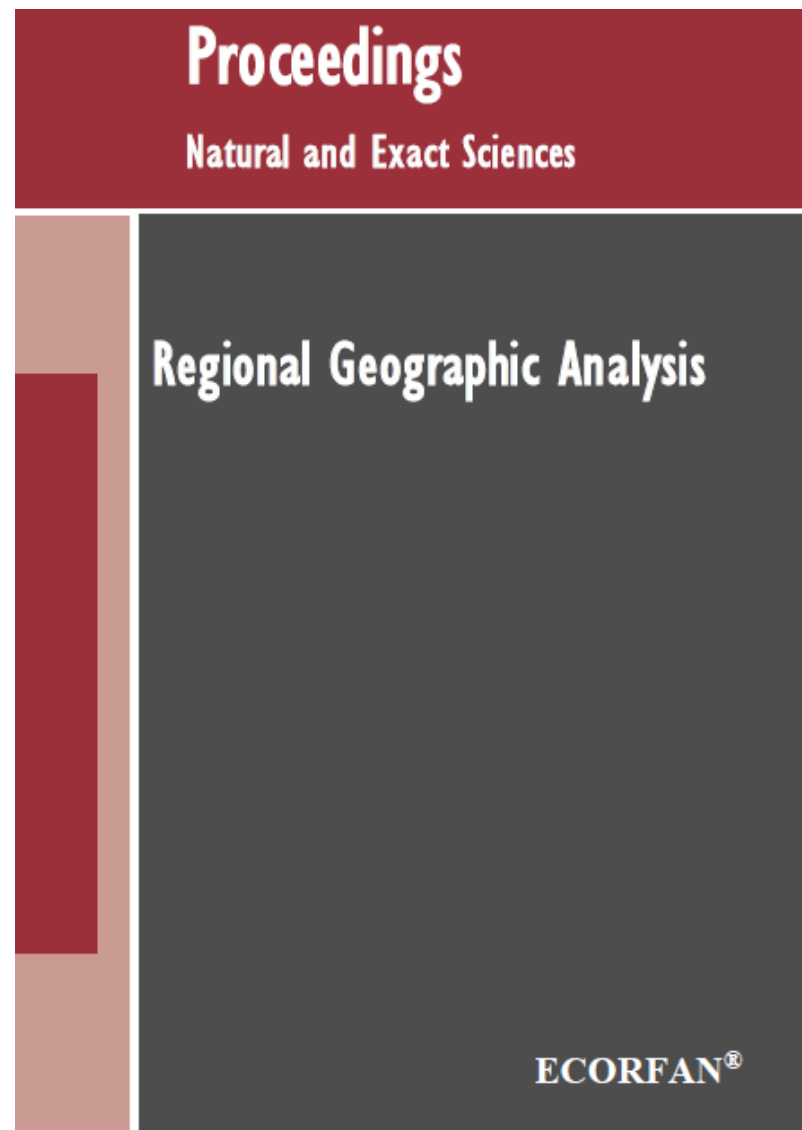 Proceedings
Natural and Exact Sciences
Regional Geographic Analysis
ECORFAN®